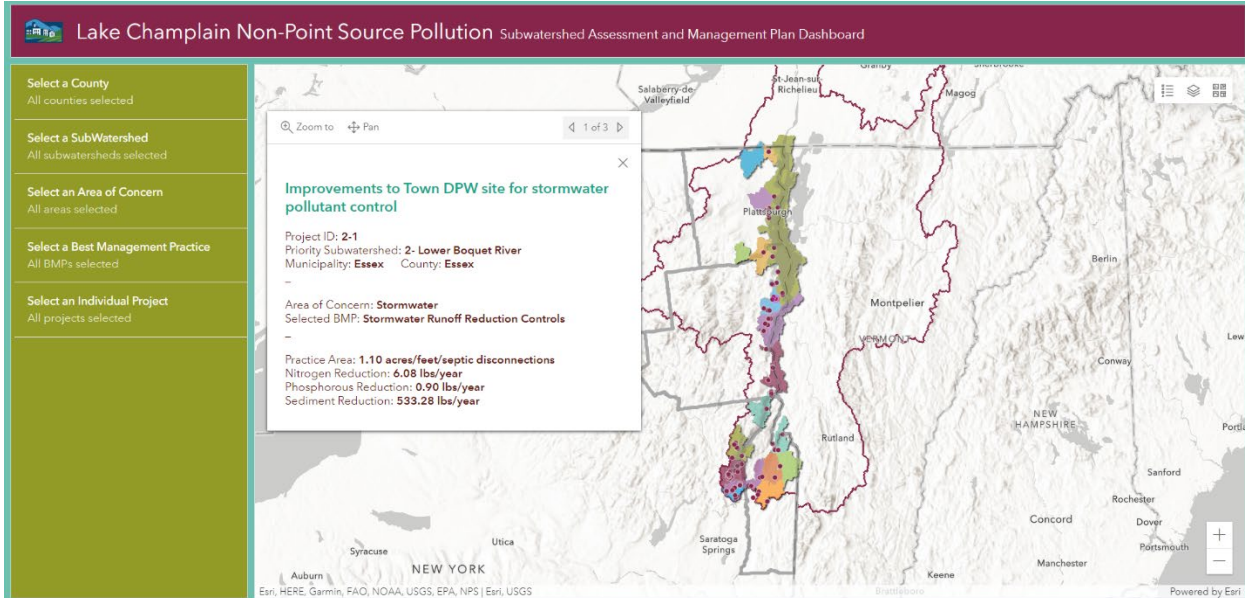 Lake Champlain Non-Point Source Pollution Subwatershed Assessment and Management Plan Dashboard
Select a County
All counties selected
Select a SubWatershed
All subwatersheds selected
Select an Area of Concern
All areas selected
Select a Best Management Practice
All BMPs selected
Select an Individual Project
All projects selected
Zoom to Pan 1 of 3
Improvements to Town DPW site for stormwater
pollutant control
Project ID: 2-1
Priority Subwatershed: 2- Lower Boquet River
Municipality: Essex County: Essex
–
Area of Concern: Stormwater
Selected BMP: Stormwater Runoff Reduction Controls
–
Practice Area: 1.10 acres/feet/septic disconnections
Nitrogen Reduction: 6.08 lbs/year
Phosphorous Reduction: 0.90 lbs/year
Sediment Reduction: 533.28 lbs/year
Granby
Sherbrooke
St-Jean-sur-
Richelieu
Salaberry-de-
Valleyfield
Magog
Plattsburgh
Berlin
Montpelier
VERMONT
Lew
Conway
NEW
HAMPSHIRE
Portla
Rutland
Sanford
Rochester
Concord
Dover
Portsmouth
Saratoga
Springs
Utica
Syracuse
Manchester
NEW YORK
Auburn
Keene
Brattleboro
Esri, HERE, Garmin, FAO, NOAA, USGS, EPA, NPS | Esri, USGS
Powered by Esri